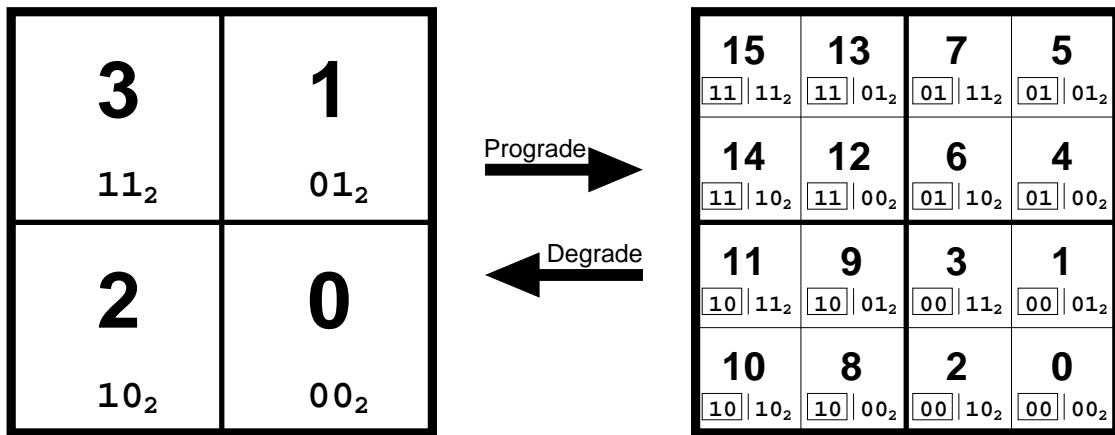 3 1
11₂ 01₂
2 0
10₂ 00₂
Prograde
Degrade
15 13 7 5
11|11₂ 11|01₂ 01|11₂ 01|01₂
14 12 6 4
11|10₂ 11|00₂ 01|10₂ 01|00₂
11 9 3 1
10|11₂ 10|01₂ 00|11₂ 00|01₂
10 8 2 0
10|10₂ 10|00₂ 00|10₂ 00|00₂